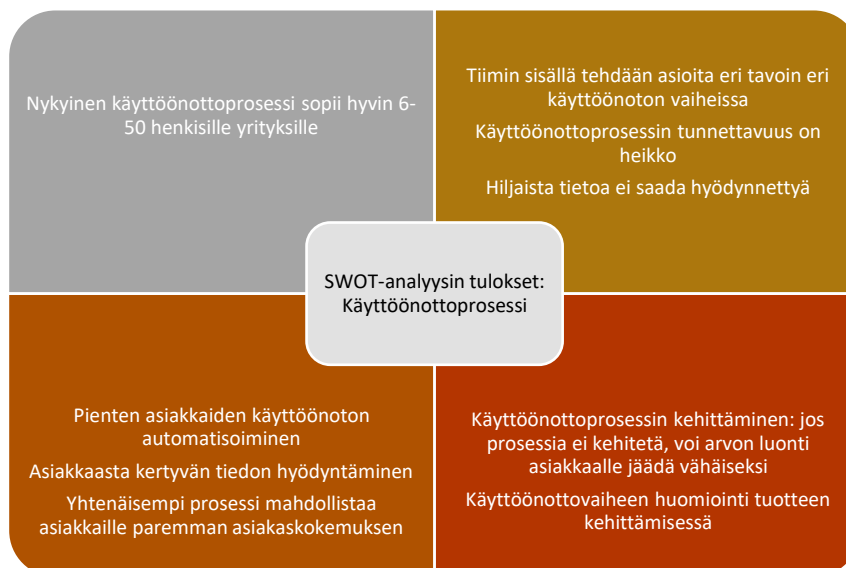 Nykyinen käyttöönottoprosessi sopii hyvin 6-
50 henkisille yrityksille
Tiimin sisällä tehdään asioita eri tavoin eri
käyttöönoton vaiheissa
Käyttöönottoprosessin tunnettavuus on
heikko
Hiljaista tietoa ei saada hyödynnettyä
SWOT-analyysin tulokset:
Käyttöönottoprosessi
Pienten asiakkaiden käyttöönoton
automatisoiminen
Asiakkaasta kertyvän tiedon hyödyntäminen
Yhtenäisempi prosessi mahdollistaa
asiakkaille paremman asiakaskokemuksen
Käyttöönottoprosessin kehittäminen: jos
prosessia ei kehitetä, voi arvon luonti
asiakkaalle jäädä vähäiseksi
Käyttöönottovaiheen huomiointi tuotteen
kehittämisessä